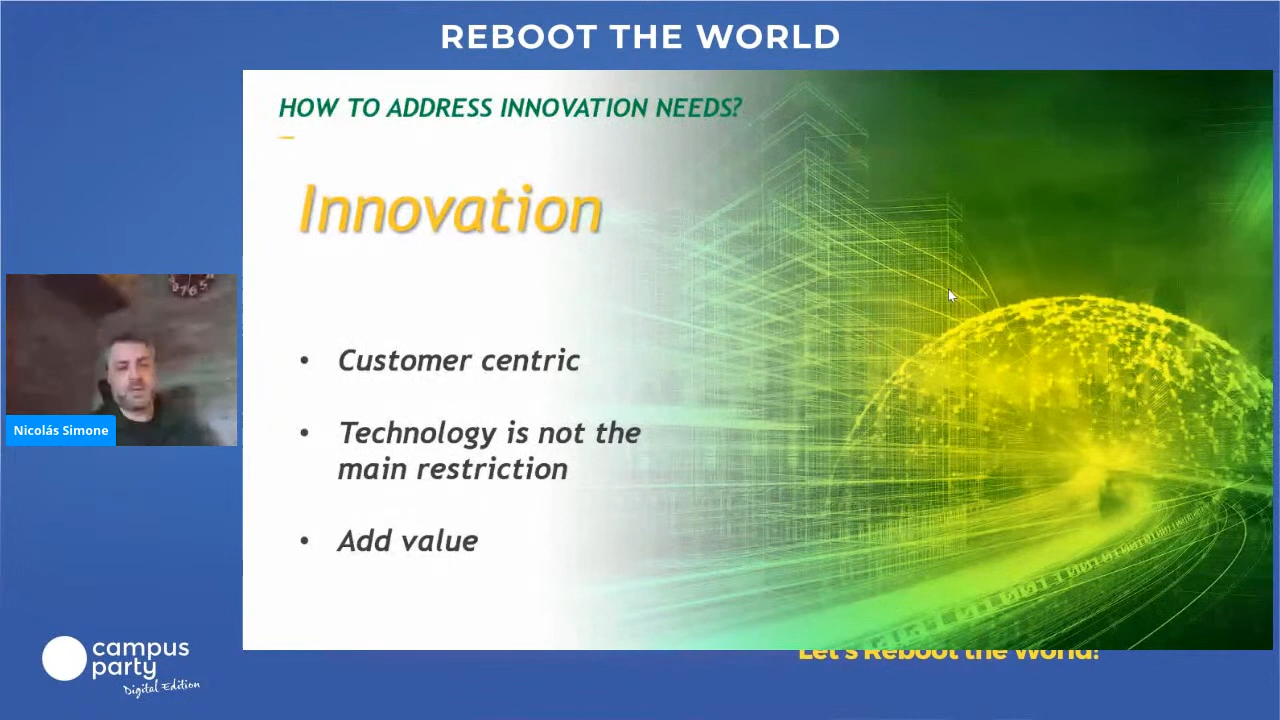 REBOOT THE WORLD
HOW TO ADDRESS INNOVATION NEEDS?
Innovation
• Customer centric
• Technology is not the
main restriction
• Add value
Nicolás Simone
campus
party
Digital Edition
Let's Reboot the World!